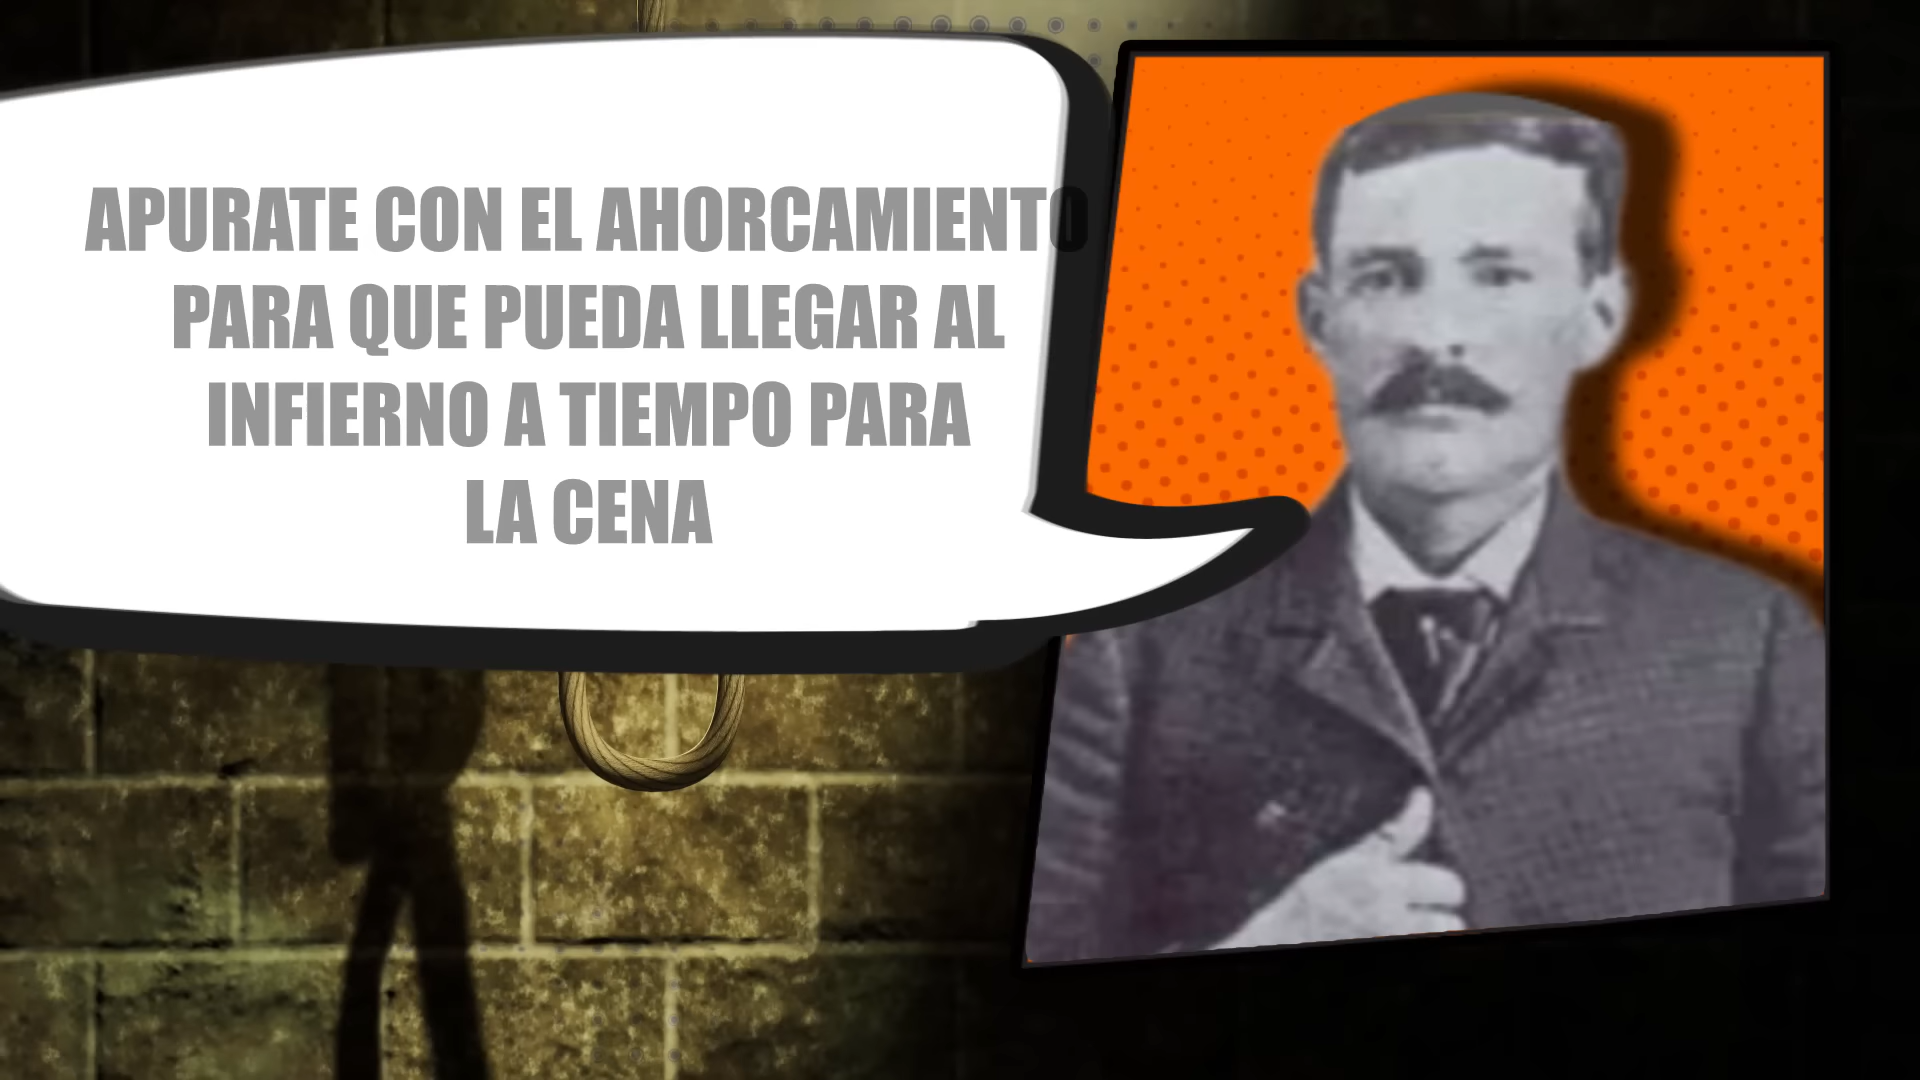 APURATE CON EL AHORCAMIENTO
PARA QUE PUEDA LLEGAR AL
INFIERNO A TIEMPO PARA
LA CENA